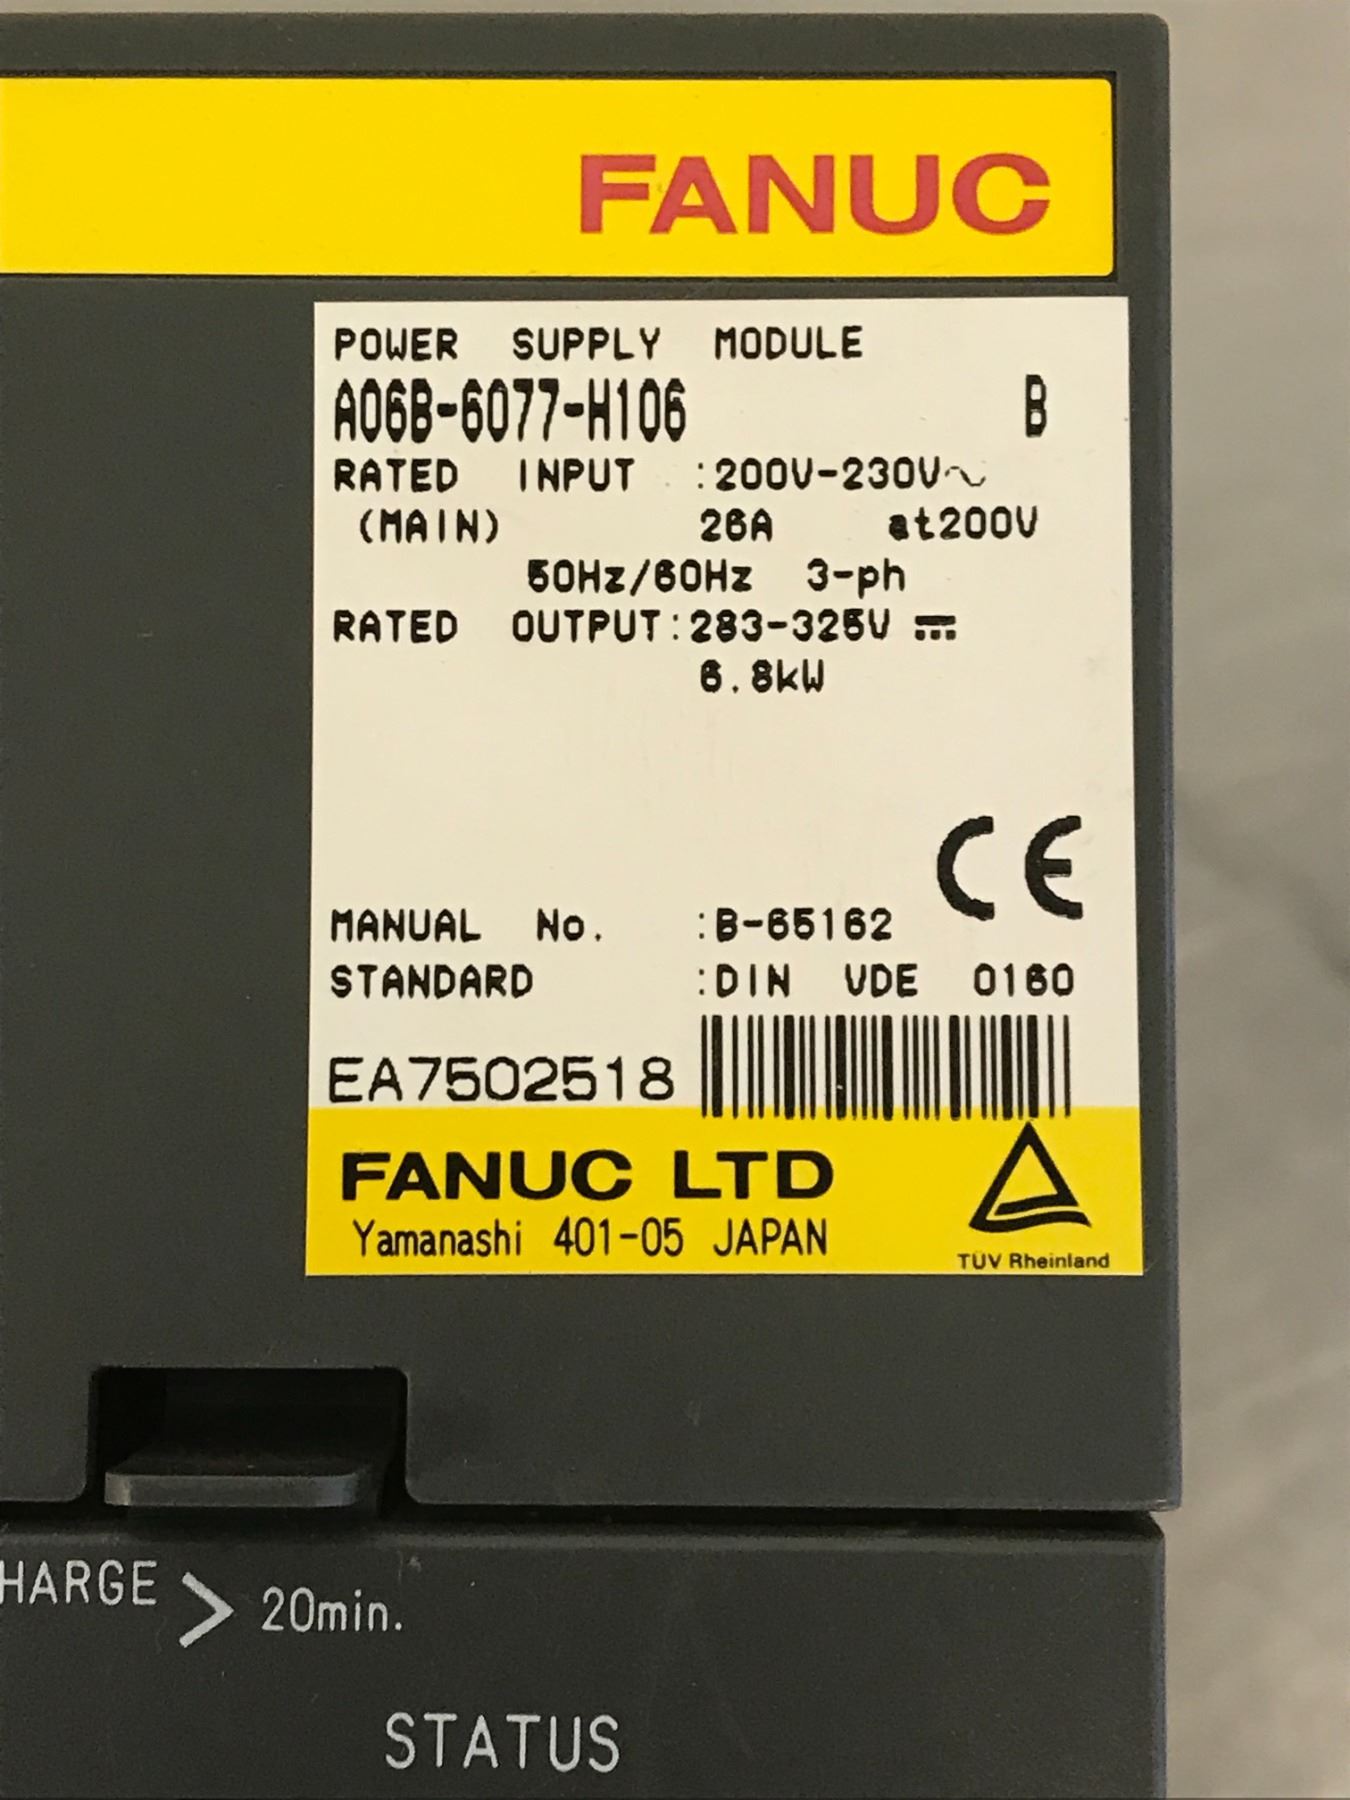 FANUC
POWER SUPPLY MODULE
A06B-6077-H106 B
RATED INPUT :200V-230V~
(MAIN) 26A at200V
50Hz/60Hz 3-ph
RATED OUTPUT:283-325V ⎓
6.8kW
CE
MANUAL No. :B-65162
STANDARD :DIN VDE 0160
EA7502518
FANUC LTD
Yamanashi 401-05 JAPAN
TÜV Rheinland
HARGE > 20min.
STATUS